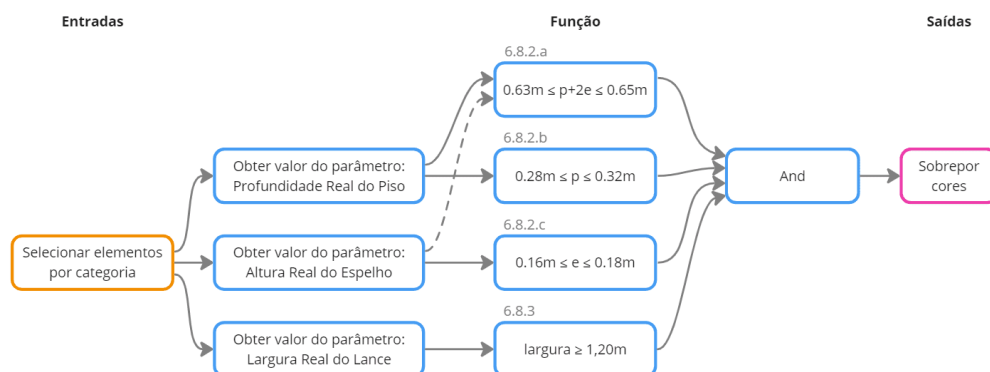 Entradas
Função
Saídas
6.8.2.a
0.63m ≤ p+2e ≤ 0.65m
6.8.2.b
Obter valor do parâmetro:
Profundidade Real do Piso
0.28m ≤ p ≤ 0.32m
And
Sobrepor
cores
6.8.2.c
Selecionar elementos
por categoria
Obter valor do parâmetro:
Altura Real do Espelho
0.16m ≤ e ≤ 0.18m
6.8.3
Obter valor do parâmetro:
Largura Real do Lance
largura ≥ 1,20m